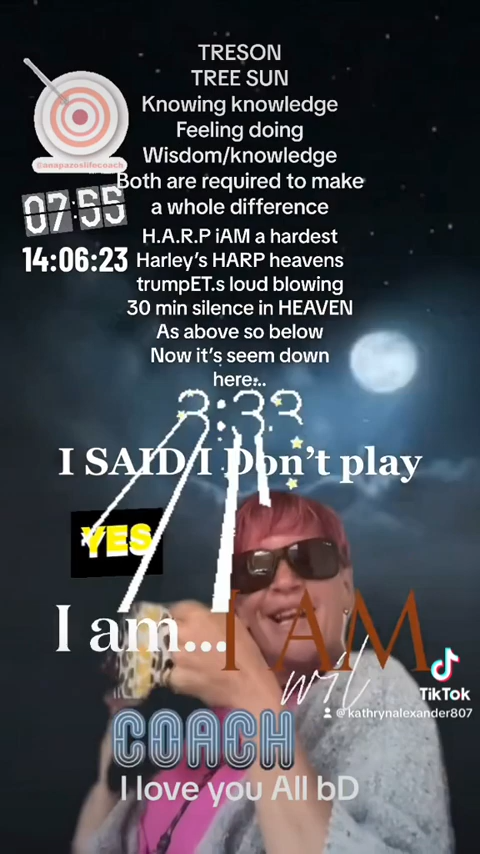 TRESON
TREE SUN
Knowing knowledge
Feeling doing
Wisdom/knowledge
Both are required to make
a whole difference
@anapazoslifecoach
07:55
14:06:23
H.A.R.P iAM a hardest
Harley's HARP heavens
trumpET.s loud blowing
30 min silence in HEAVEN
As above so below
Now it's seem down
here...
3:33
I SAID I Don't play
YES
I am...
I AM
wil
TikTok
@kathrynalexander807
COACH
I love you All bD